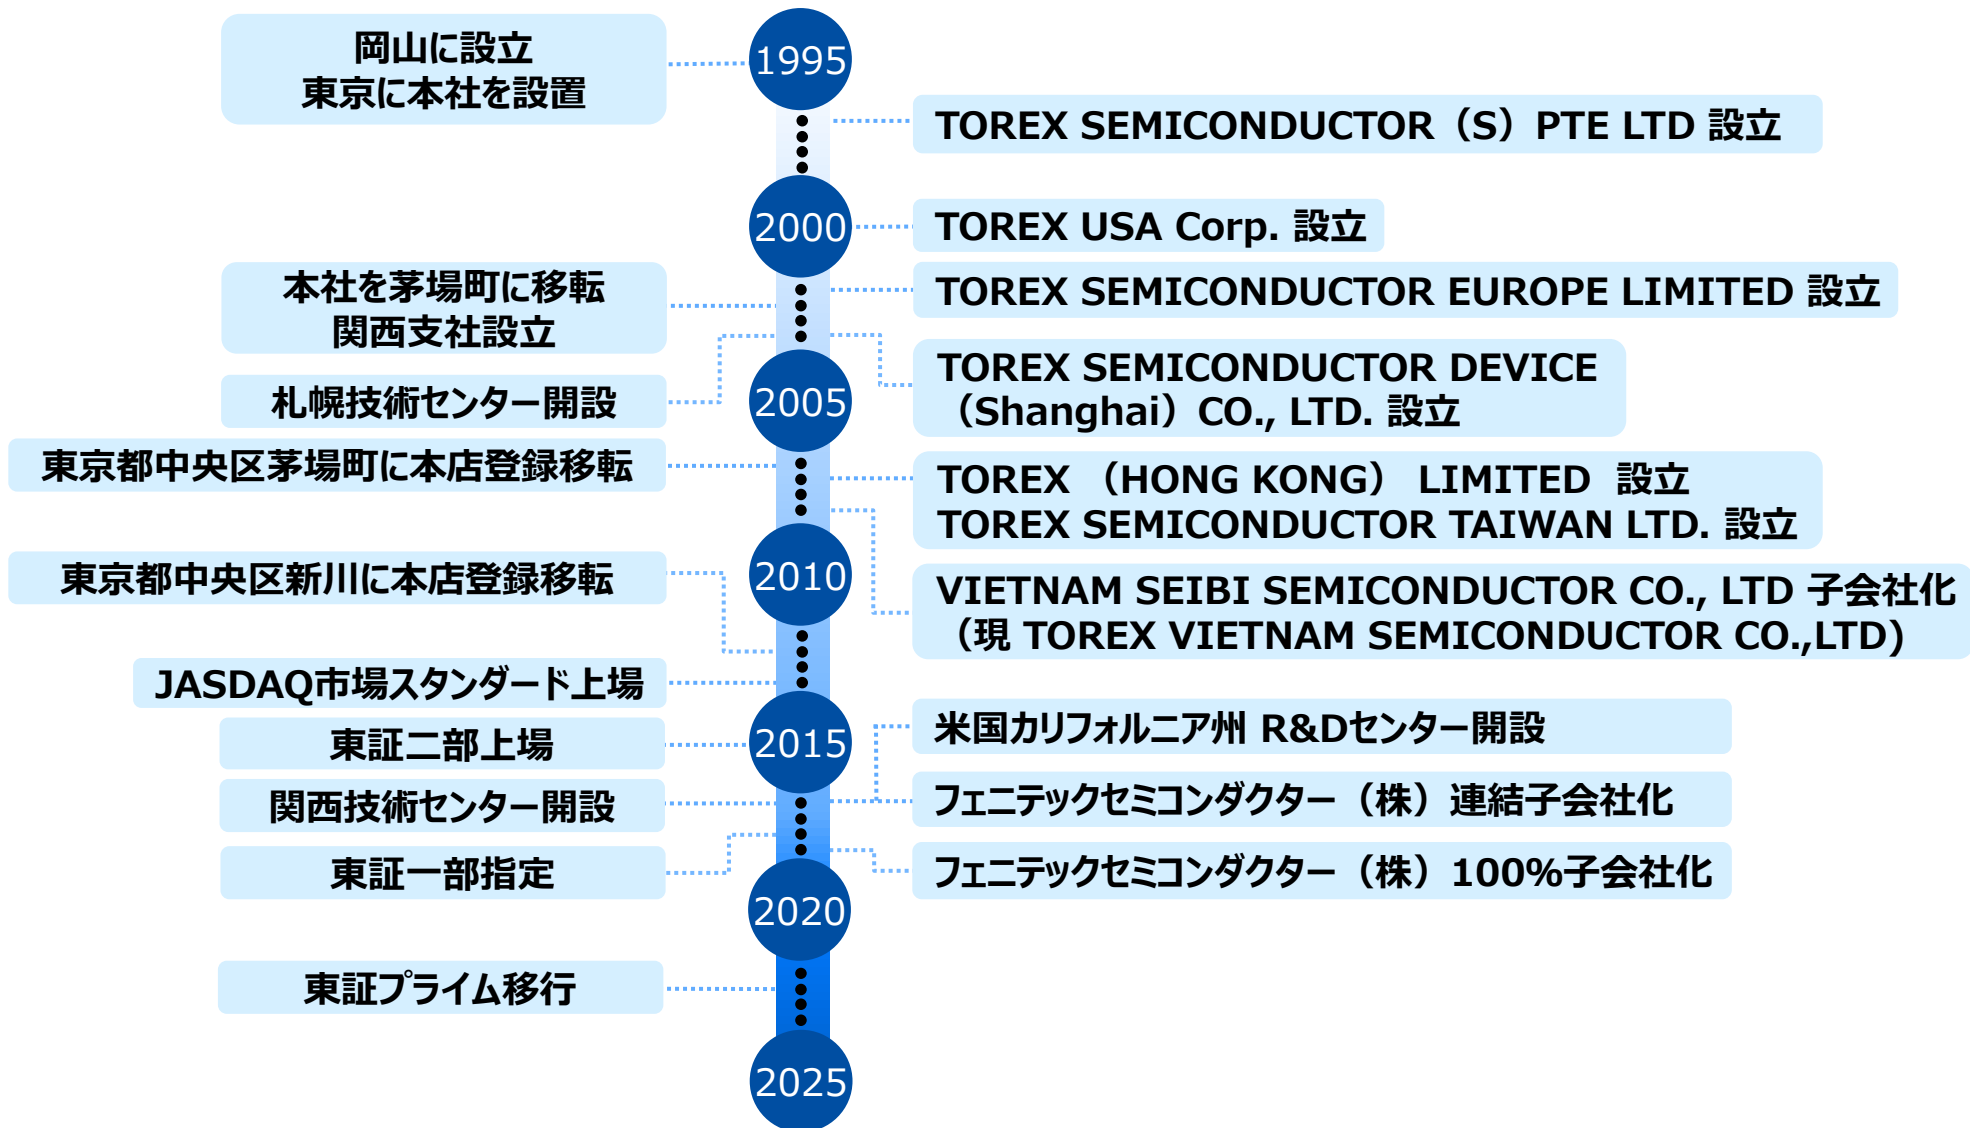 岡山に設立
東京に本社を設置
1995
TOREX SEMICONDUCTOR（S）PTE LTD 設立
2000
TOREX USA Corp. 設立
本社を茅場町に移転
関西支社設立
TOREX SEMICONDUCTOR EUROPE LIMITED 設立
札幌技術センター開設
2005
TOREX SEMICONDUCTOR DEVICE
（Shanghai）CO., LTD. 設立
東京都中央区茅場町に本店登録移転
TOREX （HONG KONG） LIMITED 設立
TOREX SEMICONDUCTOR TAIWAN LTD. 設立
東京都中央区新川に本店登録移転
2010
VIETNAM SEIBI SEMICONDUCTOR CO., LTD 子会社化
（現 TOREX VIETNAM SEMICONDUCTOR CO.,LTD)
JASDAQ市場スタンダード上場
東証二部上場
2015
米国カリフォルニア州 R&Dセンター開設
関西技術センター開設
フェニテックセミコンダクター（株）連結子会社化
東証一部指定
フェニテックセミコンダクター（株）100%子会社化
2020
東証プライム移行
2025